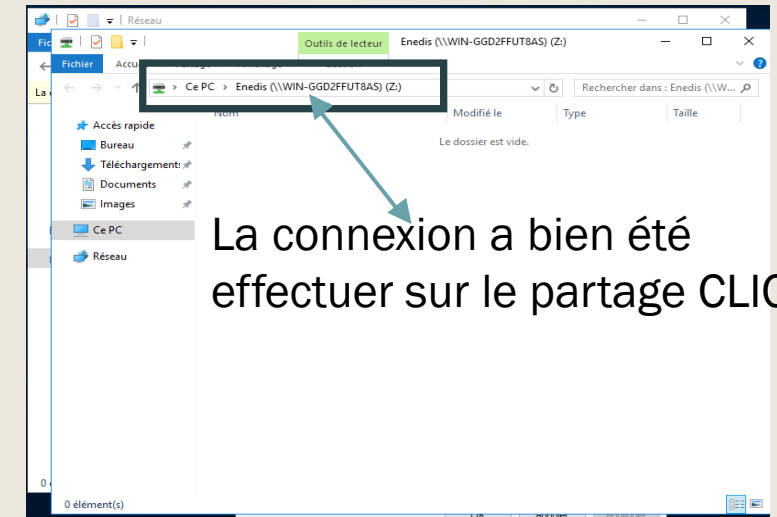 Réseau
Outils de lecteur Enedis (\\WIN-GGD2FFUT8AS) (Z:)
Fichier
Ce PC > Enedis (\\WIN-GGD2FFUT8AS) (Z:)
Rechercher dans : Enedis (\\W...
Nom Modifié le Type Taille
Le dossier est vide.
Accès rapide
Bureau
Téléchargements
Documents
Images
Ce PC
Réseau
La connexion a bien été
effectuer sur le partage CLIC
0 élément(s)